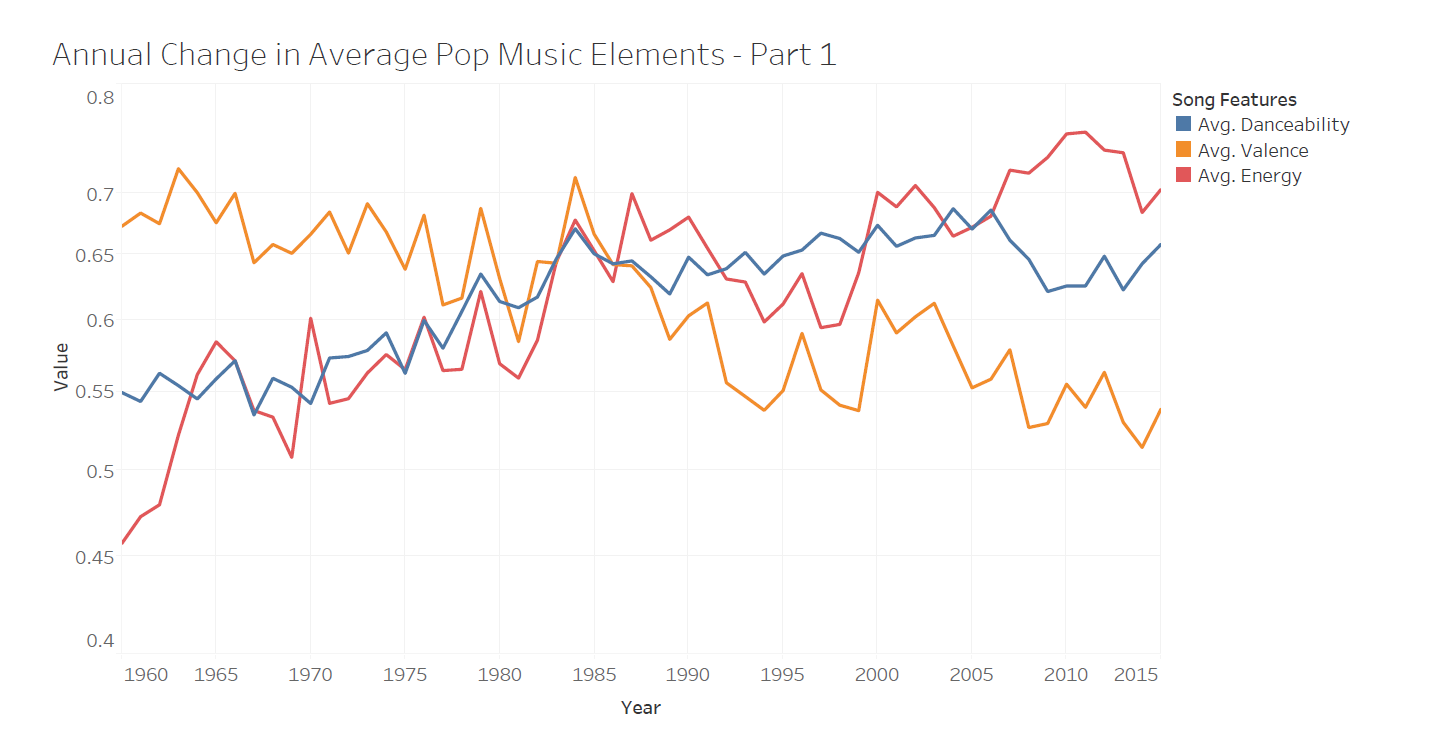 Annual Change in Average Pop Music Elements - Part 1
Song Features
Avg. Danceability
Avg. Valence
Avg. Energy
Value
0.8
0.7
0.65
0.6
0.55
0.5
0.45
0.4
1960 1965 1970 1975 1980 1985 1990 1995 2000 2005 2010 2015
Year